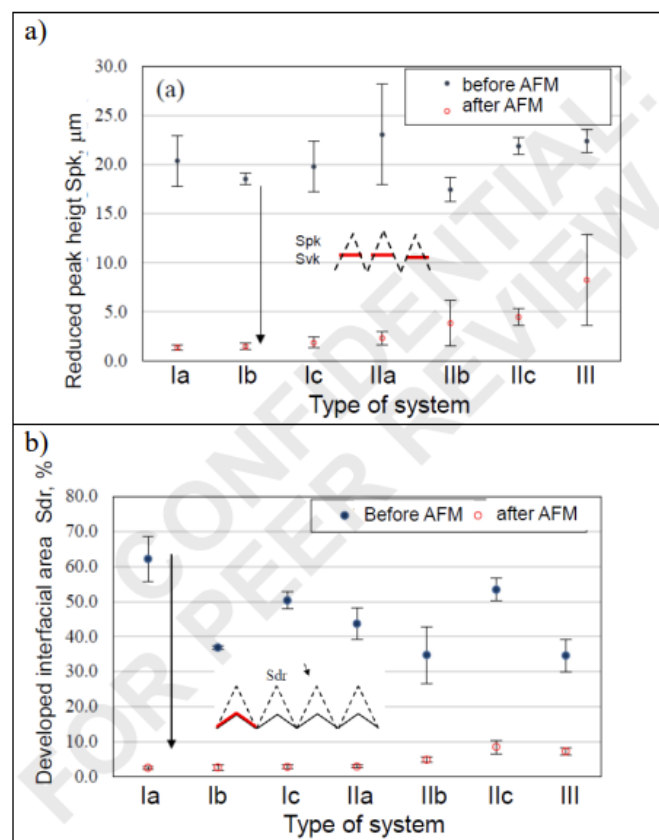 a)
30.0
25.0
20.0
15.0
10.0
5.0
0.0
Reduced peak heigt Spk, µm
(a)
before AFM
after AFM
Spk
Svk
Ia Ib Ic IIa IIb IIc III
Type of system
b)
80.0
70.0
60.0
50.0
40.0
30.0
20.0
10.0
0.0
Developed interfacial area Sdr, %
Before AFM
after AFM
Sdr
Ia Ib Ic IIa IIb IIc III
Type of system
CONFIDENTIAL:
FOR PEER REVIEW